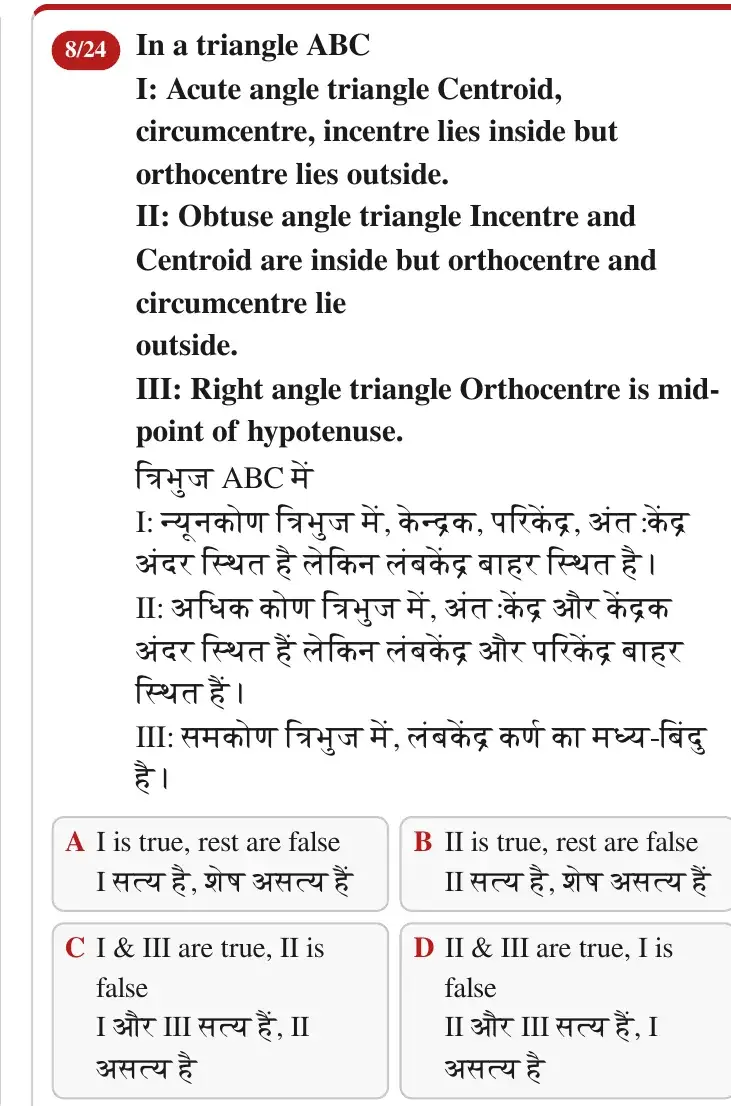 8/24 In a triangle ABC
I: Acute angle triangle Centroid,
circumcentre, incentre lies inside but
orthocentre lies outside.
II: Obtuse angle triangle Incentre and
Centroid are inside but orthocentre and
circumcentre lie
outside.
III: Right angle triangle Orthocentre is mid-
point of hypotenuse.
त्रिभुज ABC में
I: न्यूनकोण त्रिभुज में, केन्द्रक, परिकेंद्र, अंत :केंद्र
अंदर स्थित है लेकिन लंबकेंद्र बाहर स्थित है।
II: अधिक कोण त्रिभुज में, अंत :केंद्र और केंद्रक
अंदर स्थित हैं लेकिन लंबकेंद्र और परिकेंद्र बाहर
स्थित हैं।
III: समकोण त्रिभुज में, लंबकेंद्र कर्ण का मध्य-बिंदु
है।
A I is true, rest are false
I सत्य है, शेष असत्य हैं
B II is true, rest are false
II सत्य है, शेष असत्य हैं
C I & III are true, II is
false
I और III सत्य हैं, II
असत्य है
D II & III are true, I is
false
II और III सत्य हैं, I
असत्य है